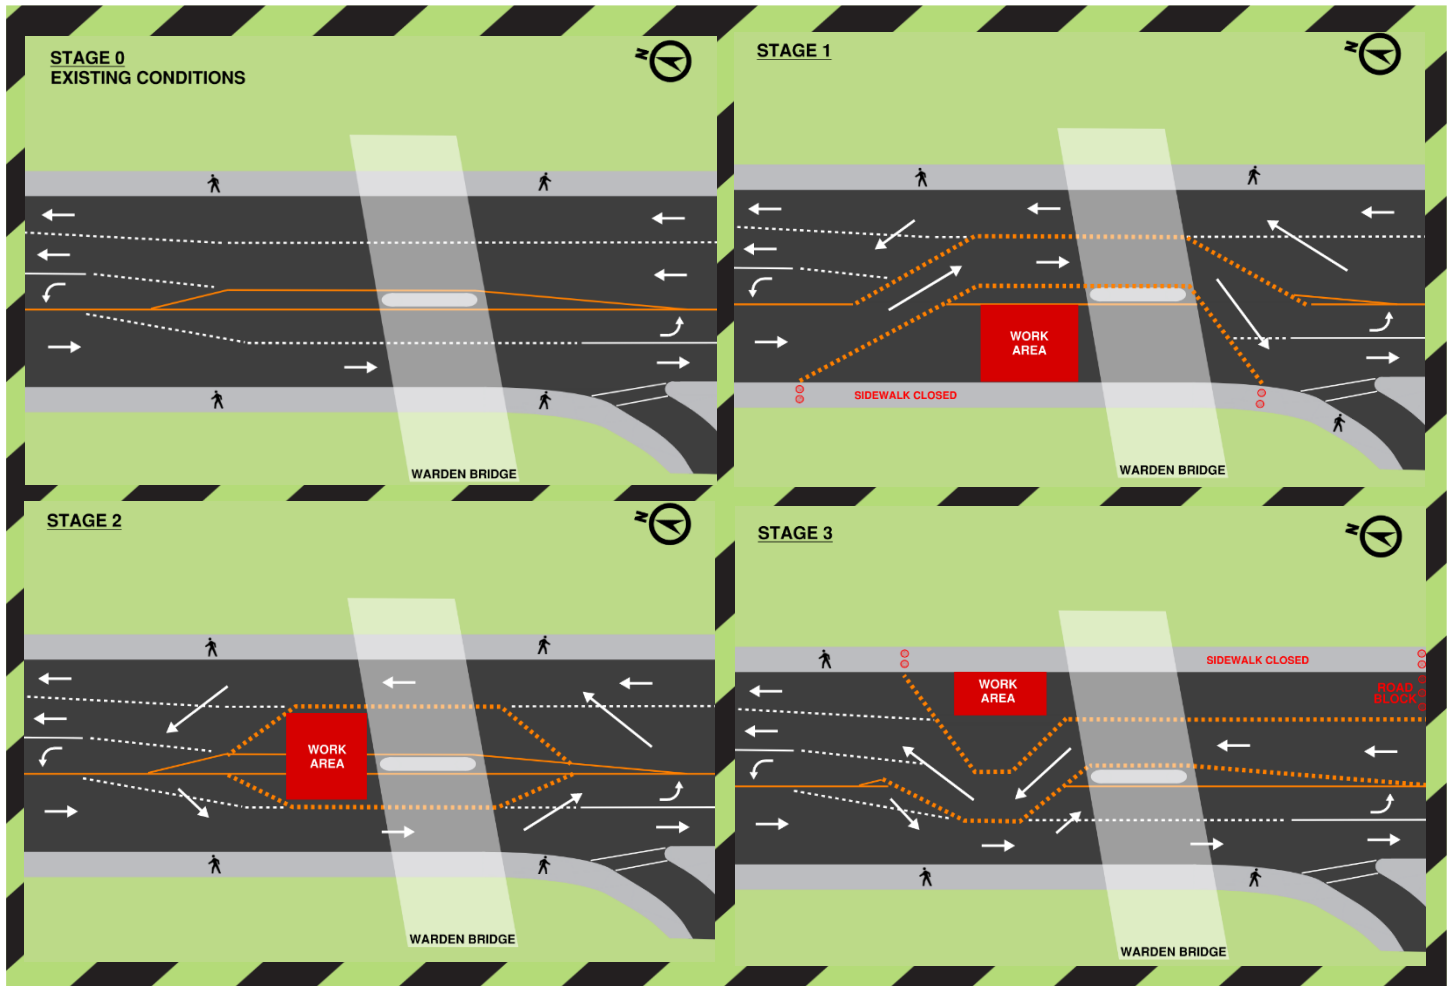 STAGE 0
EXISTING CONDITIONS
N
WARDEN BRIDGE
STAGE 1
N
WORK
AREA
SIDEWALK CLOSED
WARDEN BRIDGE
STAGE 2
N
WORK
AREA
WARDEN BRIDGE
STAGE 3
N
SIDEWALK CLOSED
WORK
AREA
ROAD
BLOCK
WARDEN BRIDGE